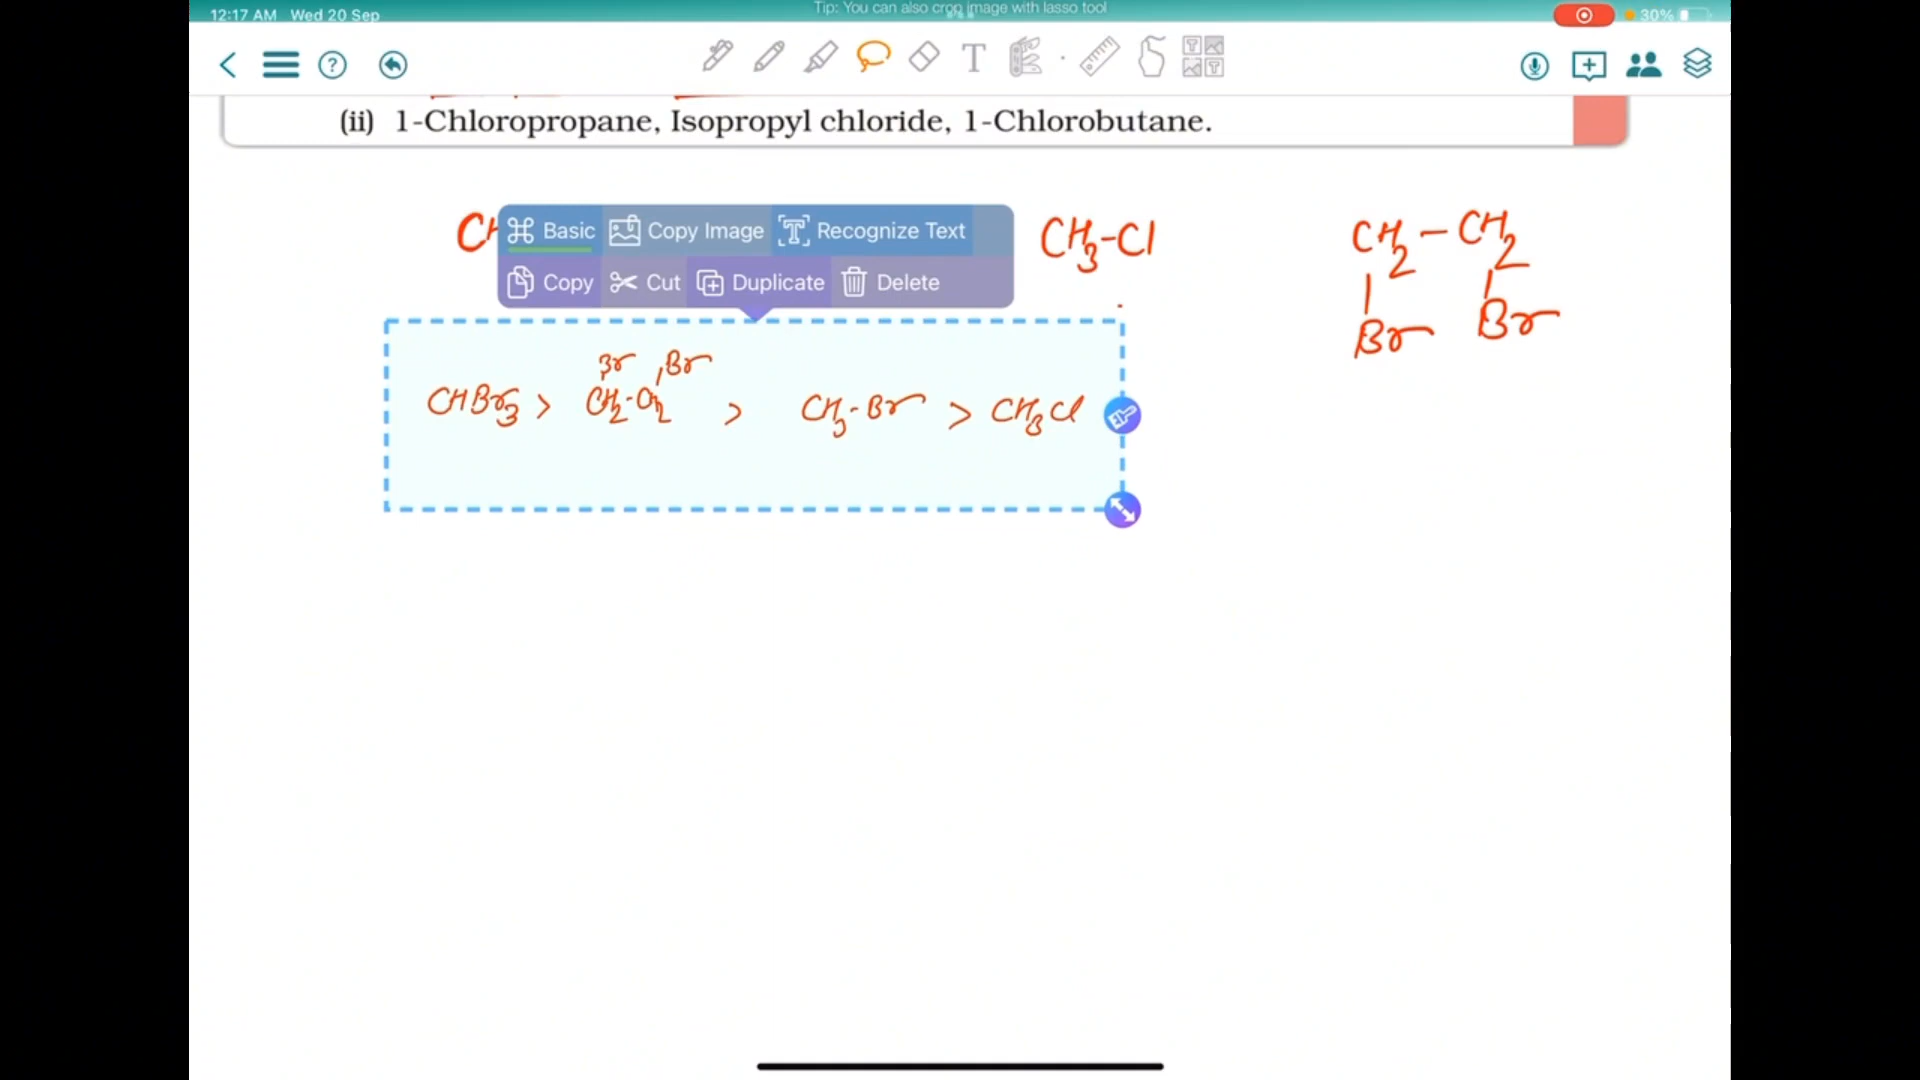 12:17 AM Wed 20 Sep
Tip: You can also crop image with lasso tool
30%
(ii) 1-Chloropropane, Isopropyl chloride, 1-Chlorobutane.
Basic Copy Image Recognize Text
Copy Cut Duplicate Delete
CH
CH₃-Cl
CH₂-CH₂
Br Br
Br Br
CHBr₃ > CH₂-CH₂ > CH₃-Br > CH₃Cl